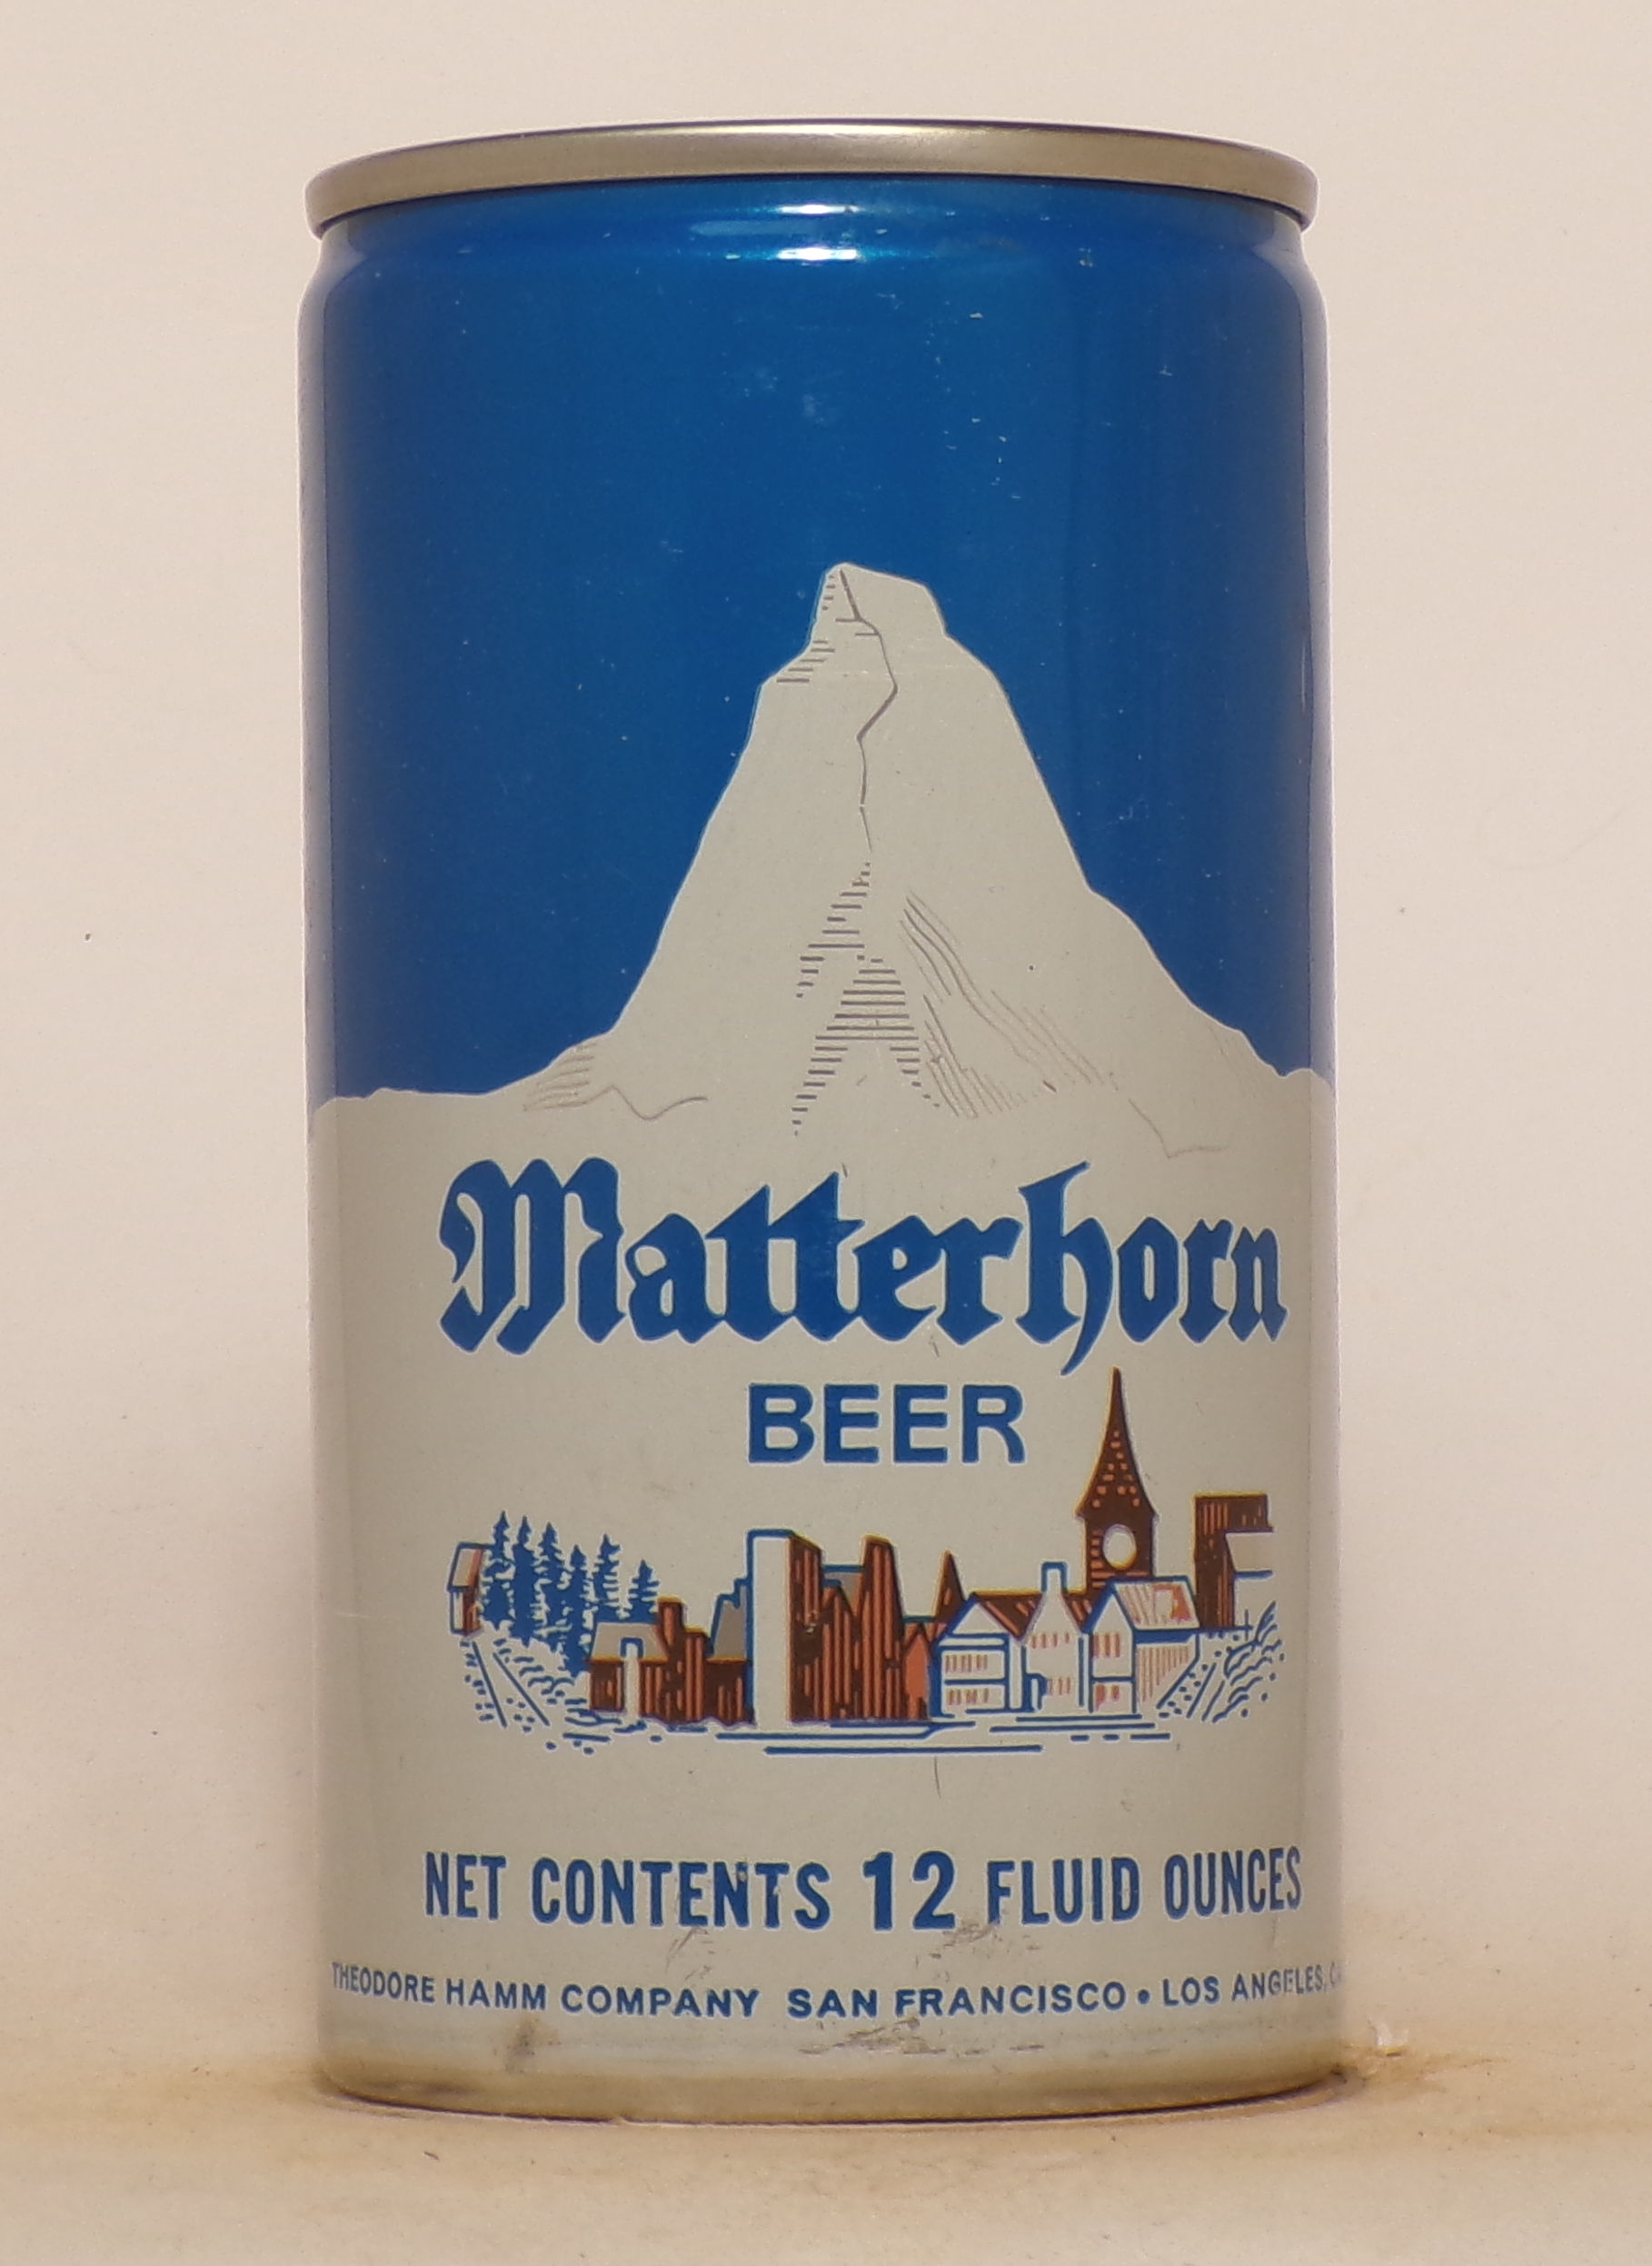 Matterhorn
BEER
NET CONTENTS 12 FLUID OUNCES
THEODORE HAMM COMPANY SAN FRANCISCO • LOS ANGELES,